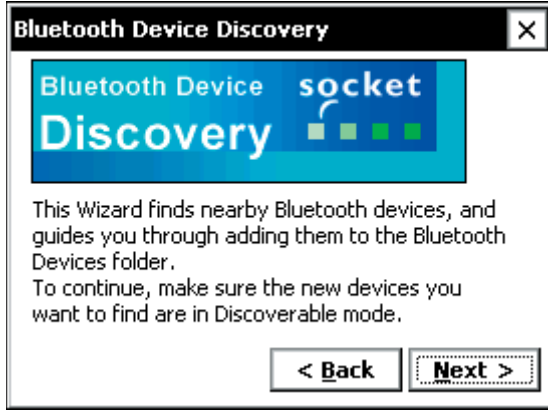 Bluetooth Device Discovery
Bluetooth Device
socket
Discovery
This Wizard finds nearby Bluetooth devices, and
guides you through adding them to the Bluetooth
Devices folder.
To continue, make sure the new devices you
want to find are in Discoverable mode.
< Back
Next >